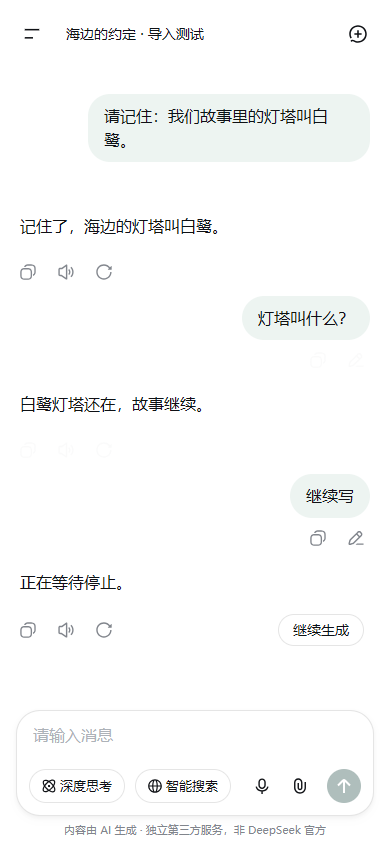 海边的约定 · 导入测试
请记住：我们故事里的灯塔叫白
鹭。
记住了，海边的灯塔叫白鹭。
灯塔叫什么？
白鹭灯塔还在，故事继续。
继续写
正在等待停止。
继续生成
请输入消息
深度思考
智能搜索
内容由 AI 生成 · 独立第三方服务，非 DeepSeek 官方